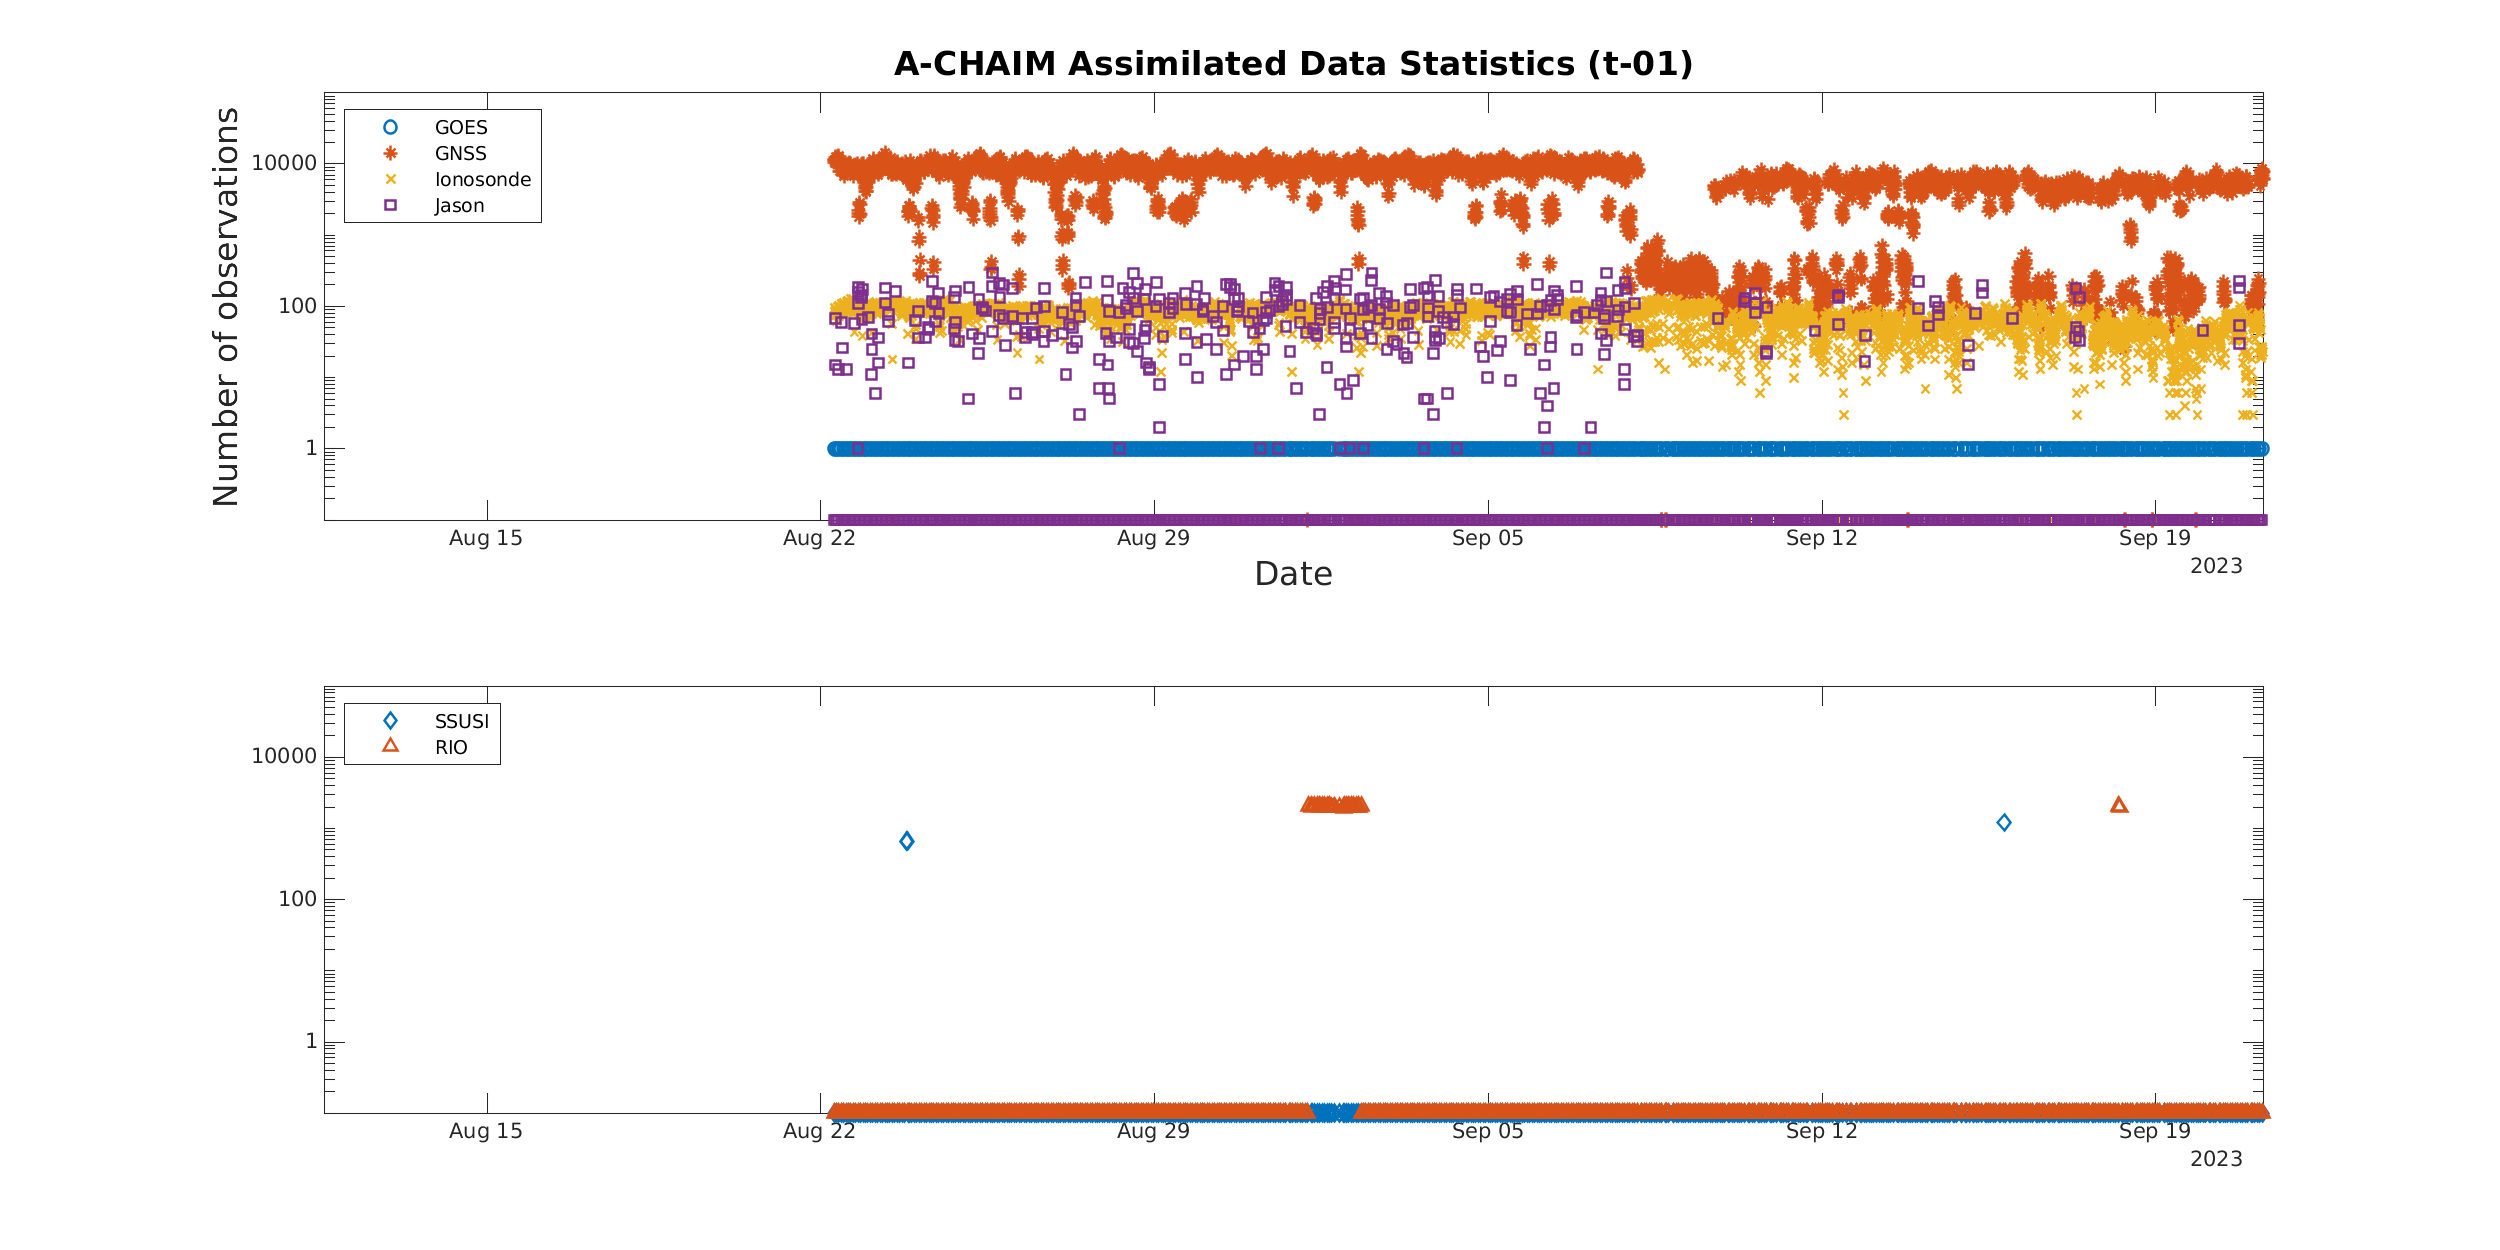 A-CHAIM Assimilated Data Statistics (t-01)
Number of observations
10000
100
1
GOES
GNSS
Ionosonde
Jason
Aug 15
Aug 22
Aug 29
Sep 05
Sep 12
Sep 19
2023
Date
10000
100
1
SSUSI
RIO
Aug 15
Aug 22
Aug 29
Sep 05
Sep 12
Sep 19
2023